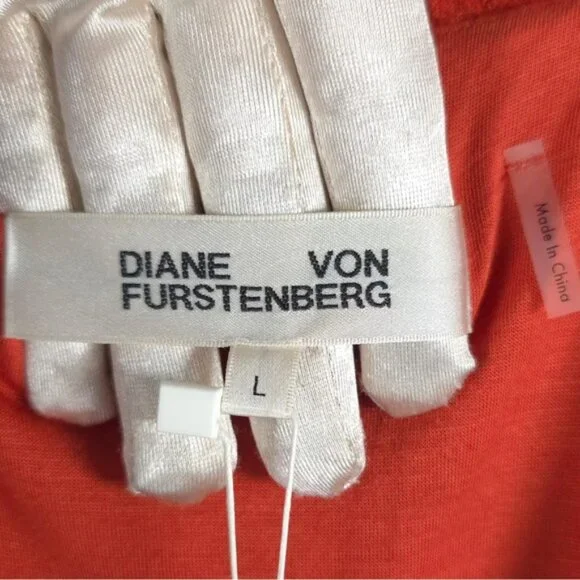 DIANE VON
FURSTENBERG
L
Made In China